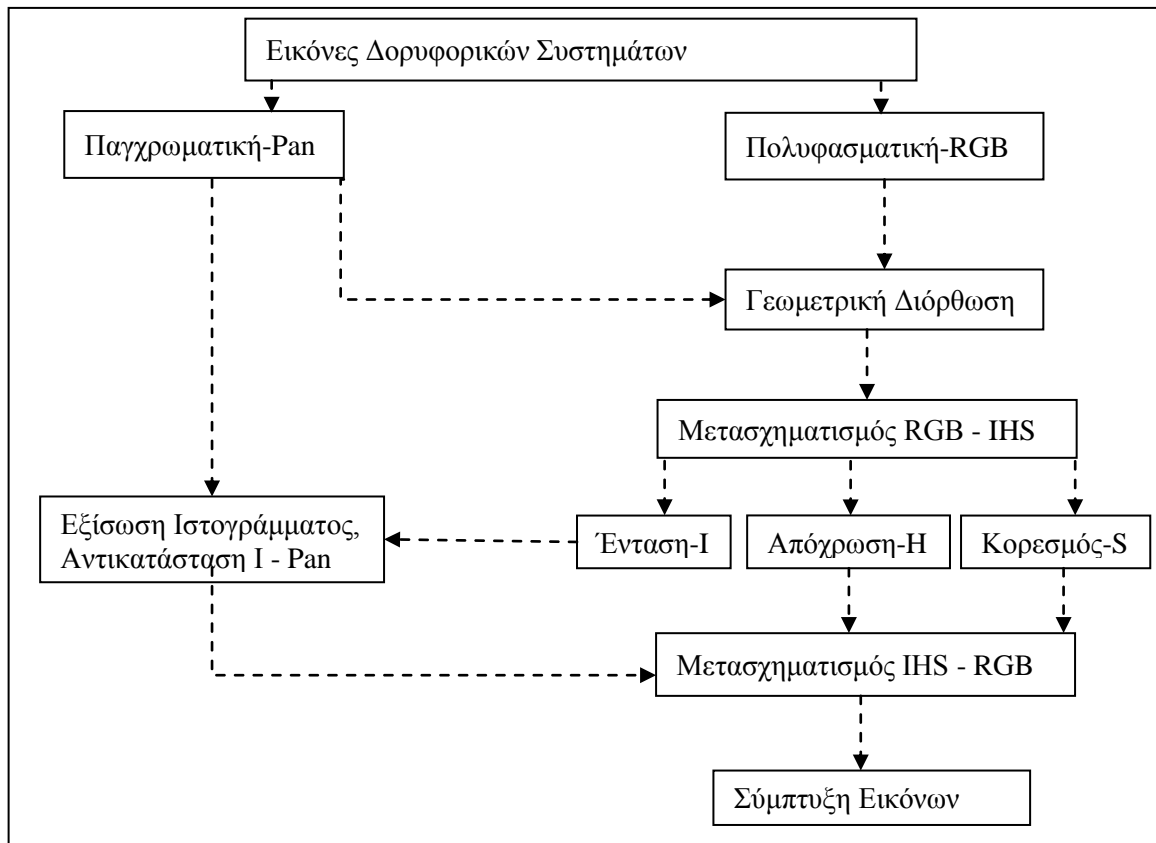 Εικόνες Δορυφορικών Συστημάτων
Παγχρωματική-Pan
Πολυφασματική-RGB
Γεωμετρική Διόρθωση
Μετασχηματισμός RGB - IHS
Εξίσωση Ιστογράμματος,
Αντικατάσταση I - Pan
Ένταση-I
Απόχρωση-H
Κορεσμός-S
Μετασχηματισμός IHS - RGB
Σύμπτυξη Εικόνων